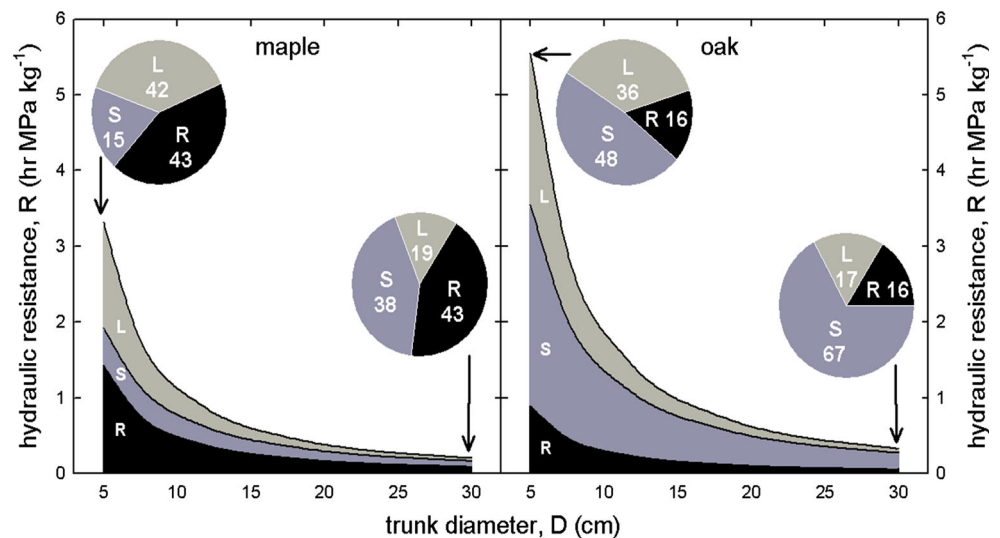 hydraulic resistance, R (hr MPa kg⁻¹)
6
5
4
3
2
1
0
maple
L
42
S
15
R
43
L
19
S
38
R
43
L
S
R
5 10 15 20 25 30
oak
L
36
R 16
S
48
L
17
R 16
S
67
L
S
R
5 10 15 20 25 30
6
5
4
3
2
1
0
hydraulic resistance, R (hr MPa kg⁻¹)
trunk diameter, D (cm)